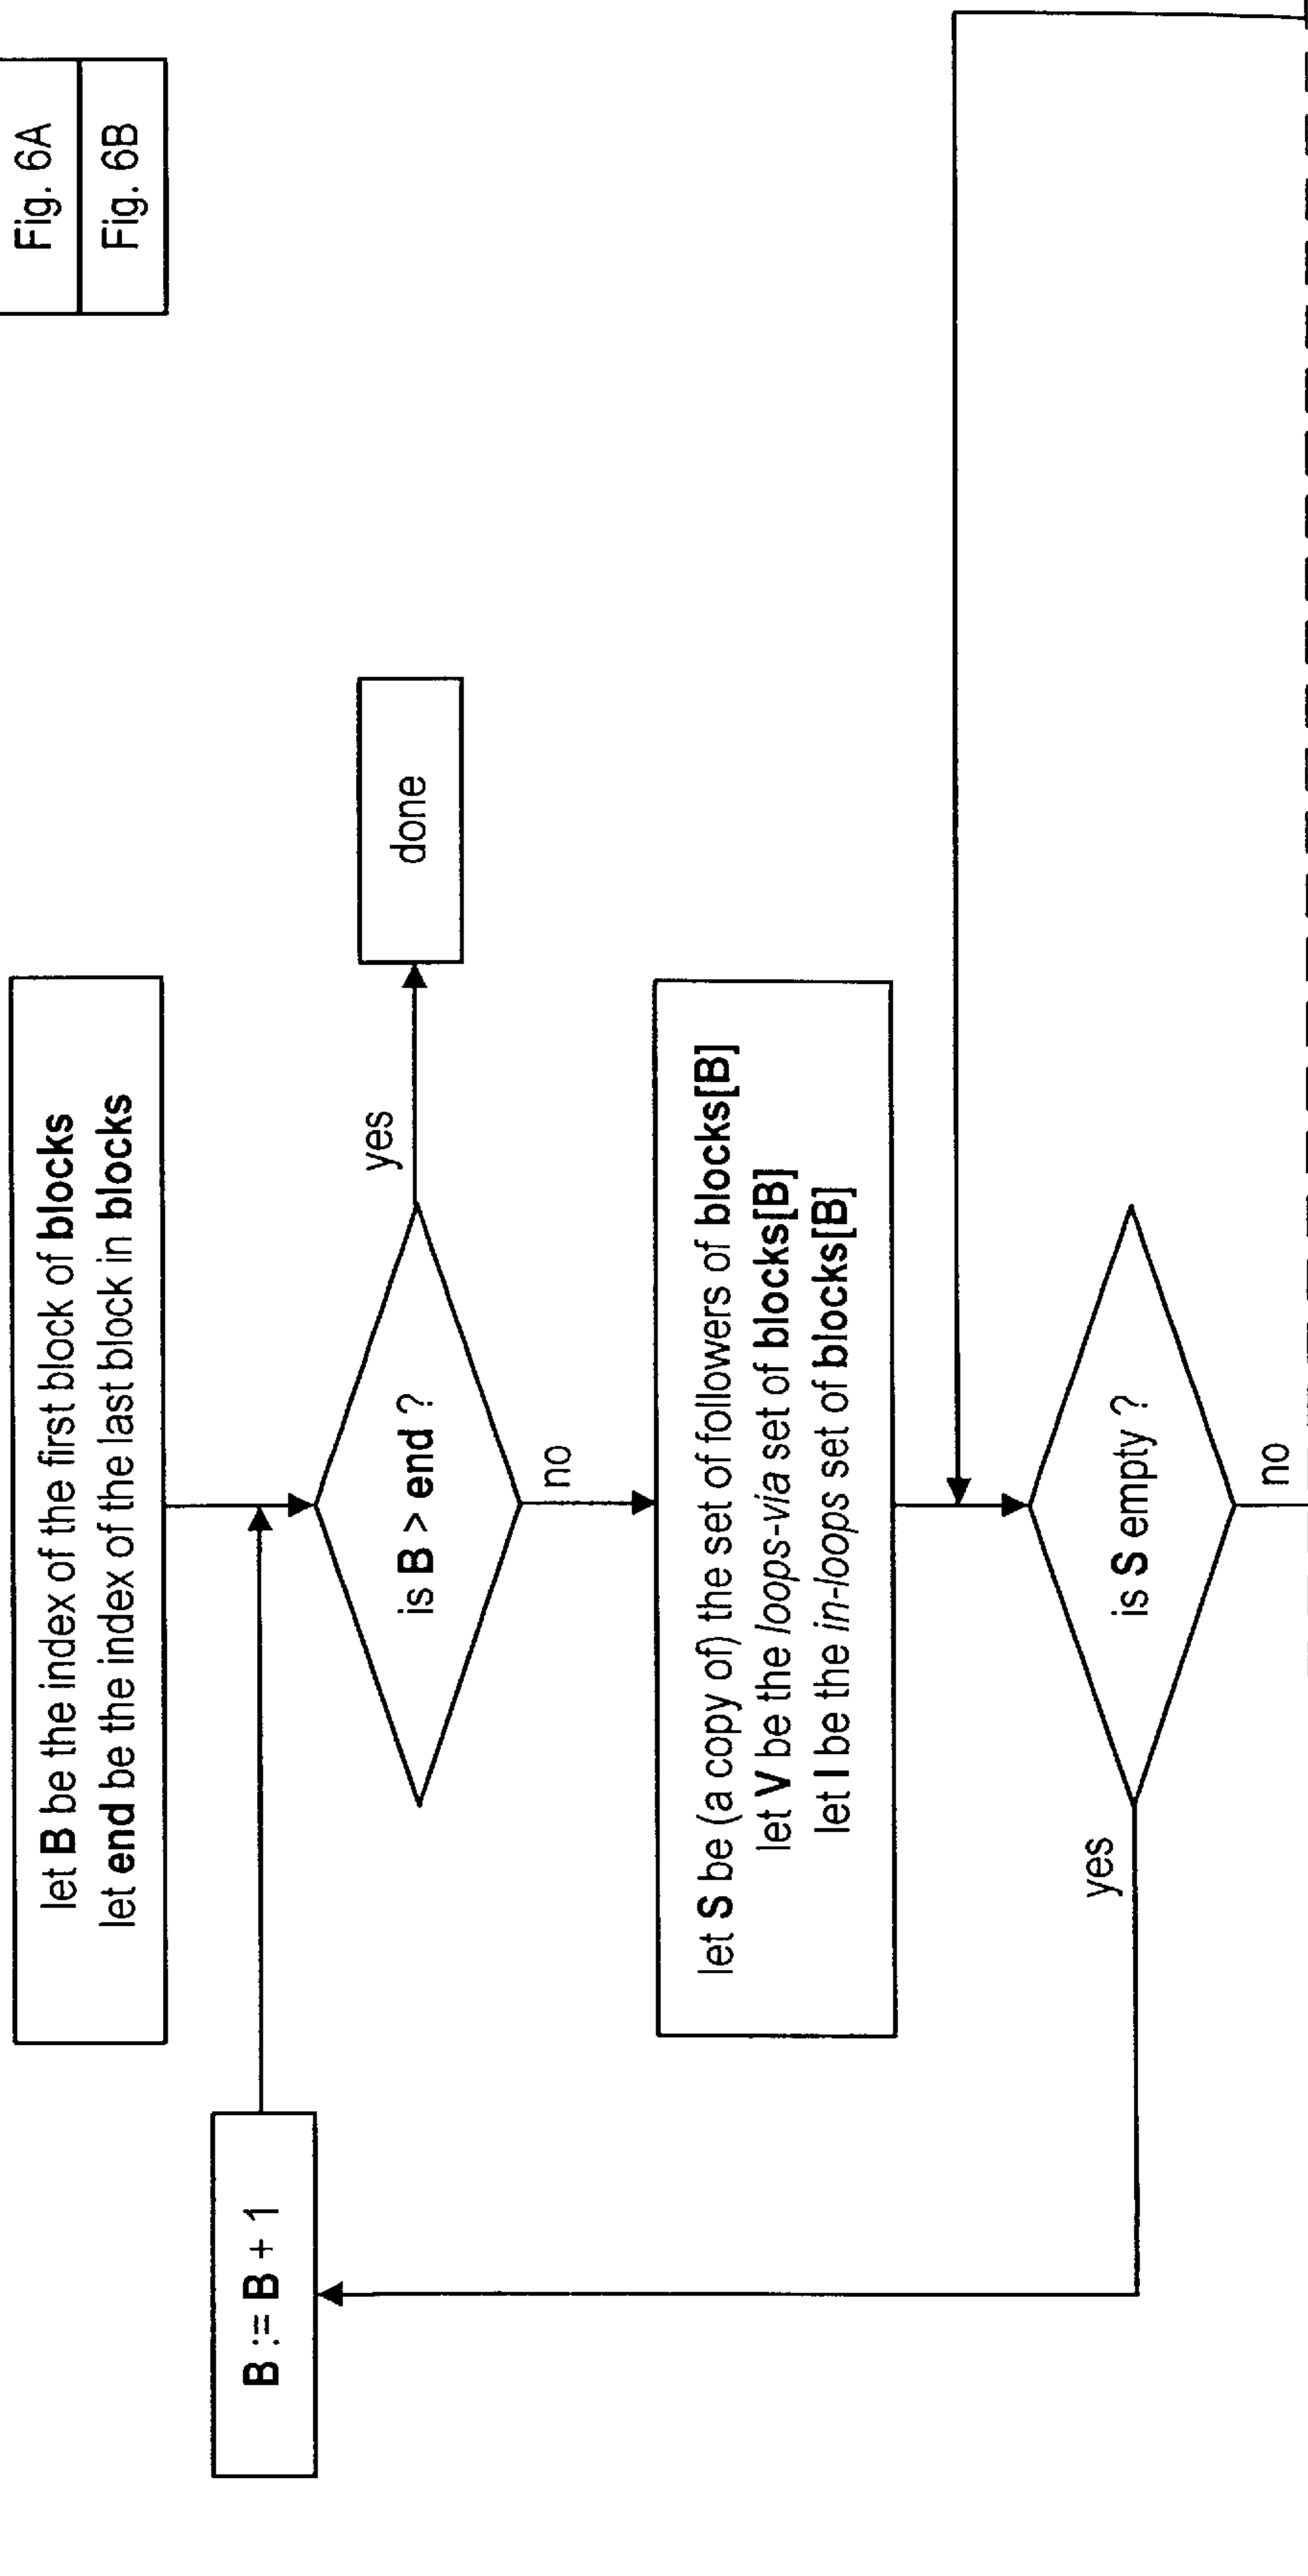 Fig. 6A
Fig. 6B
let B be the index of the first block of blocks
let end be the index of the last block in blocks
B := B + 1
is B > end ?
yes
done
no
let S be (a copy of) the set of followers of blocks[B]
let V be the loops-via set of blocks[B]
let I be the in-loops set of blocks[B]
is S empty ?
yes
no